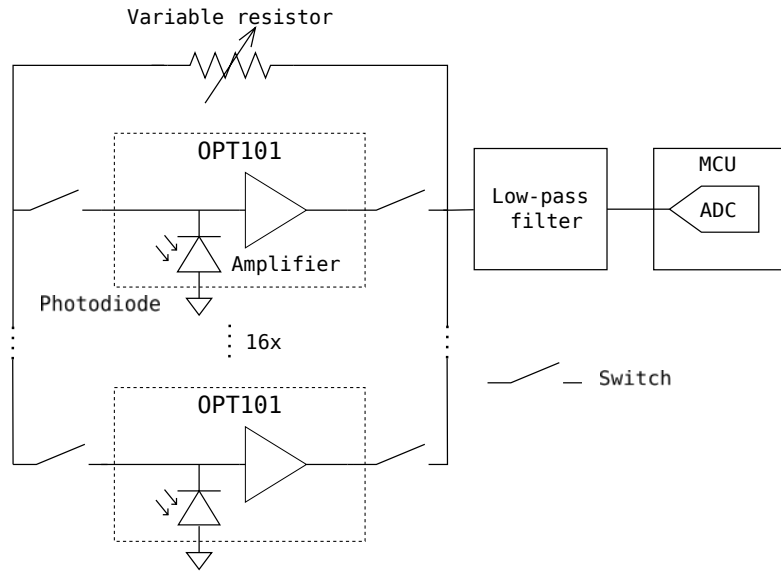 Variable resistor
OPT101
MCU
Low-pass
filter
ADC
Amplifier
Photodiode
16x
Switch
OPT101